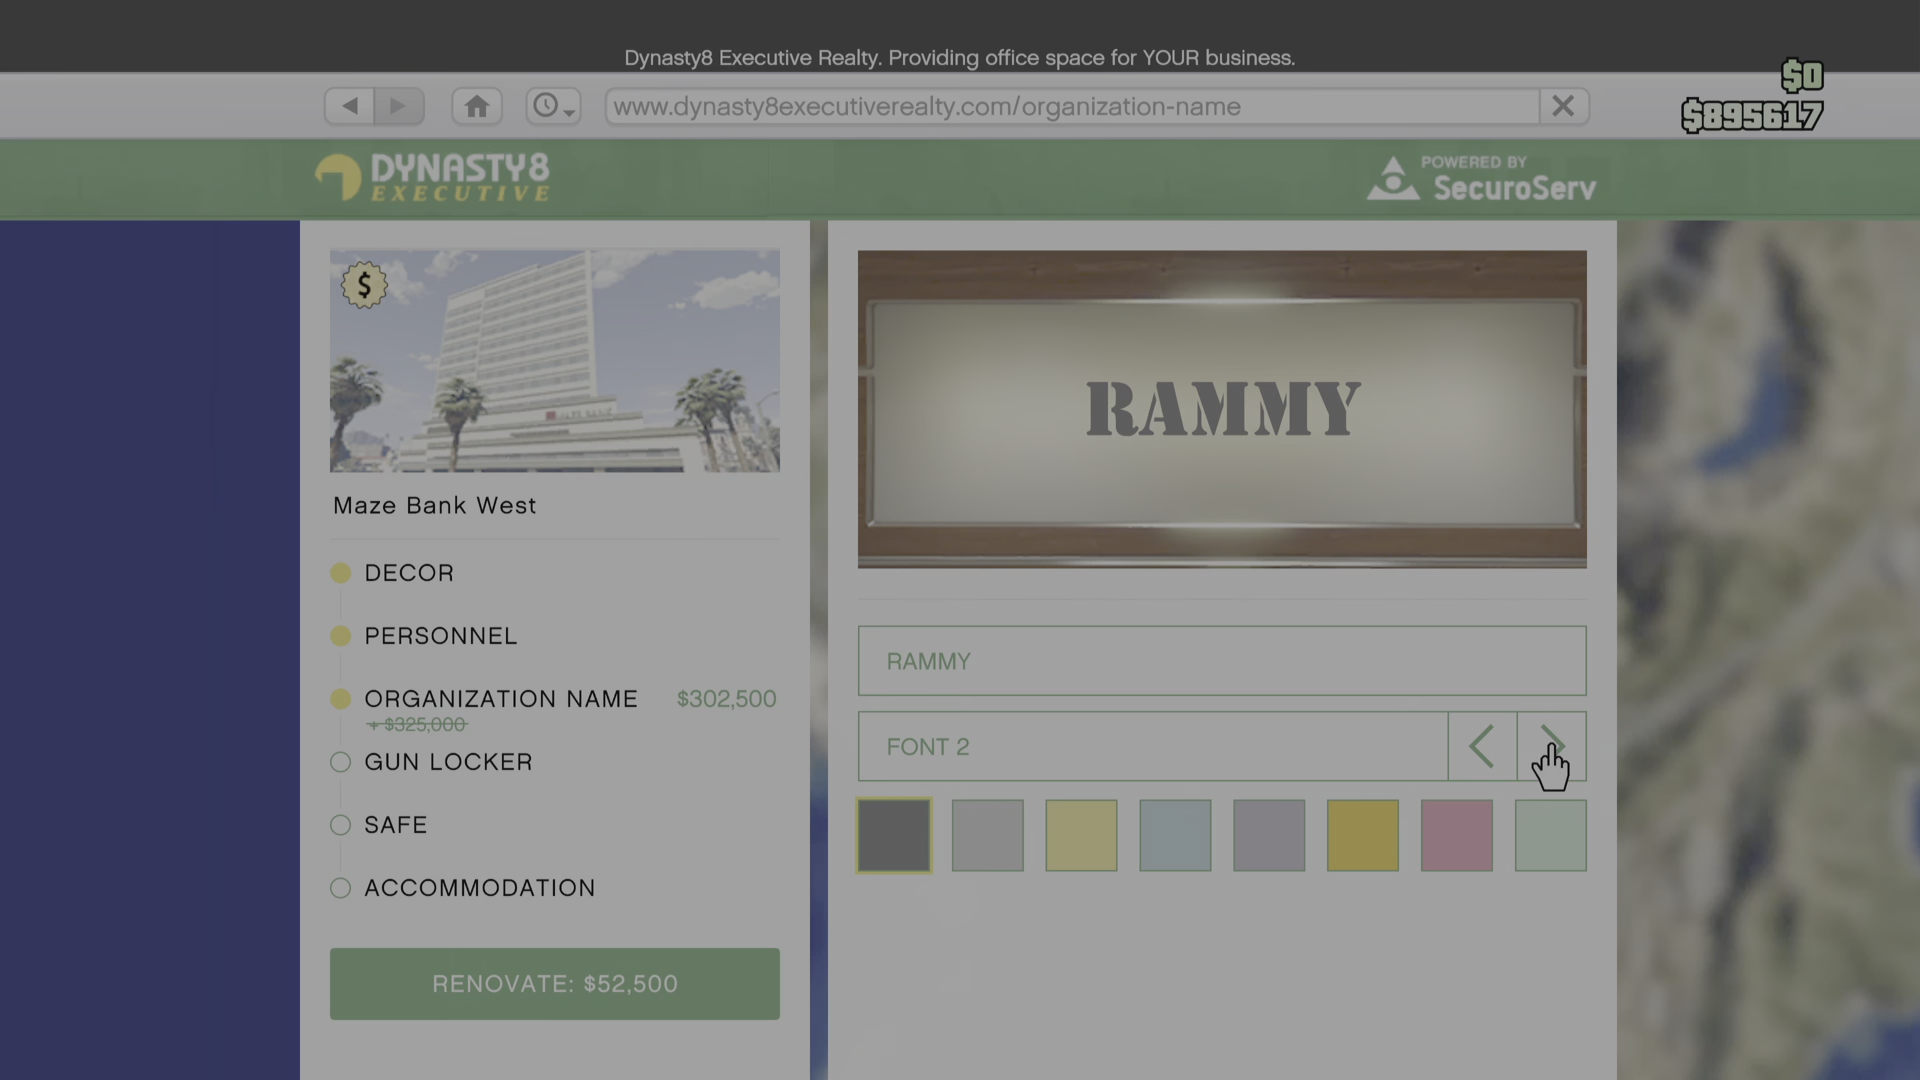 Dynasty8 Executive Realty. Providing office space for YOUR business.
$0
www.dynasty8executiverealty.com/organization-name
$895617
DYNASTY8
EXECUTIVE
POWERED BY
SecuroServ
$
MAZE BANK
RAMMY
Maze Bank West
DECOR
PERSONNEL
ORGANIZATION NAME $302,500
+ $325,000
GUN LOCKER
SAFE
ACCOMMODATION
RENOVATE: $52,500
RAMMY
FONT 2